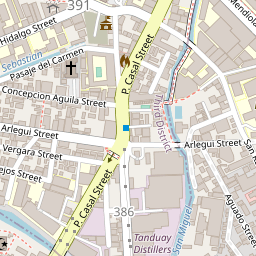 391
Hidalgo Street
P. Casal Street
Mendiola
Sebastian
Pasaje del Carmen
Concepcion Aguila Street
Third District
Arlegui Street
Arlegui Street
Vergara Street
P. Casal Street
Aguado Street
386
Tanduay
Distillers
San Miguel